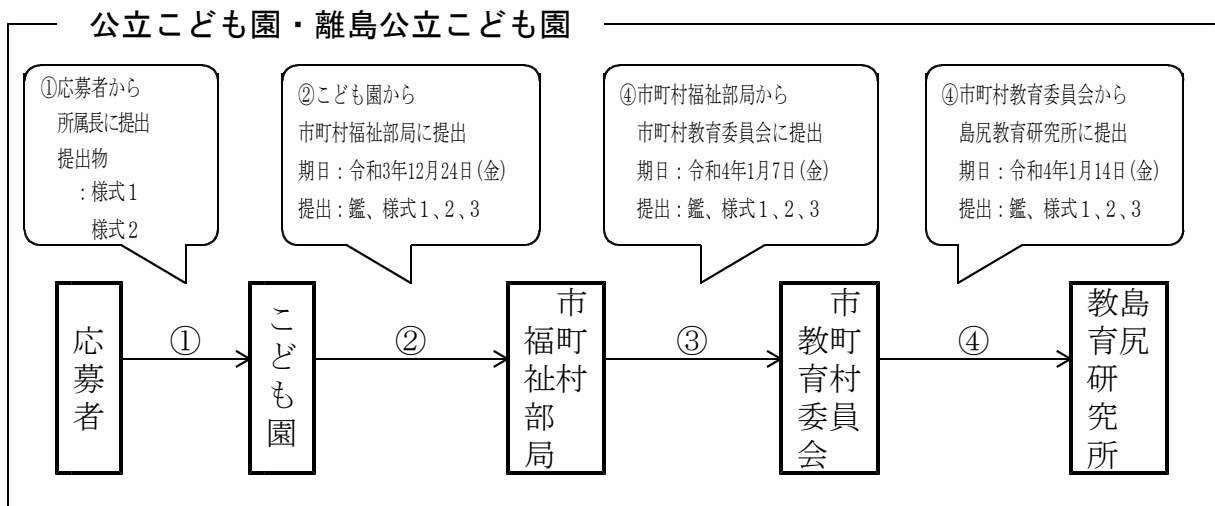 公立こども園・離島公立こども園
①応募者から
所属長に提出
提出物
：様式1
様式2
②こども園から
市町村福祉部局に提出
期日：令和3年12月24日(金)
提出：鑑、様式1、2、3
④市町村福祉部局から
市町村教育委員会に提出
期日：令和4年1月7日(金)
提出：鑑、様式1、2、3
④市町村教育委員会から
島尻教育研究所に提出
期日：令和4年1月14日(金)
提出：鑑、様式1、2、3
応募者
①
こども園
②
市町村
福祉部局
③
市町村
教育委員会
④
島尻
教育研究所